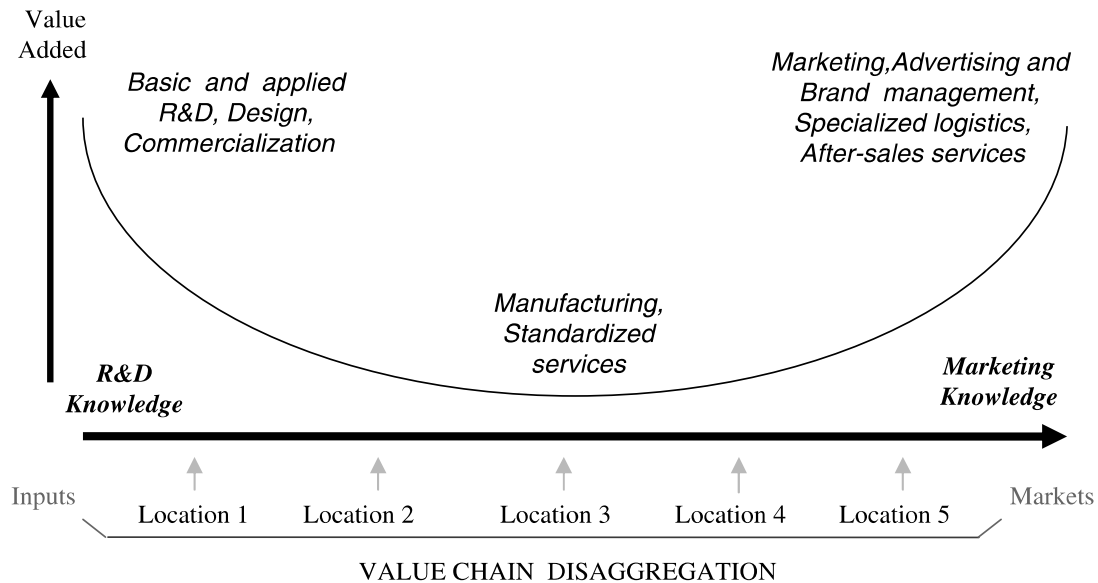 Value
Added
Basic and applied
R&D, Design,
Commercialization
Marketing,Advertising and
Brand management,
Specialized logistics,
After-sales services
Manufacturing,
Standardized
services
R&D
Knowledge
Marketing
Knowledge
Inputs
Markets
Location 1
Location 2
Location 3
Location 4
Location 5
VALUE CHAIN DISAGGREGATION